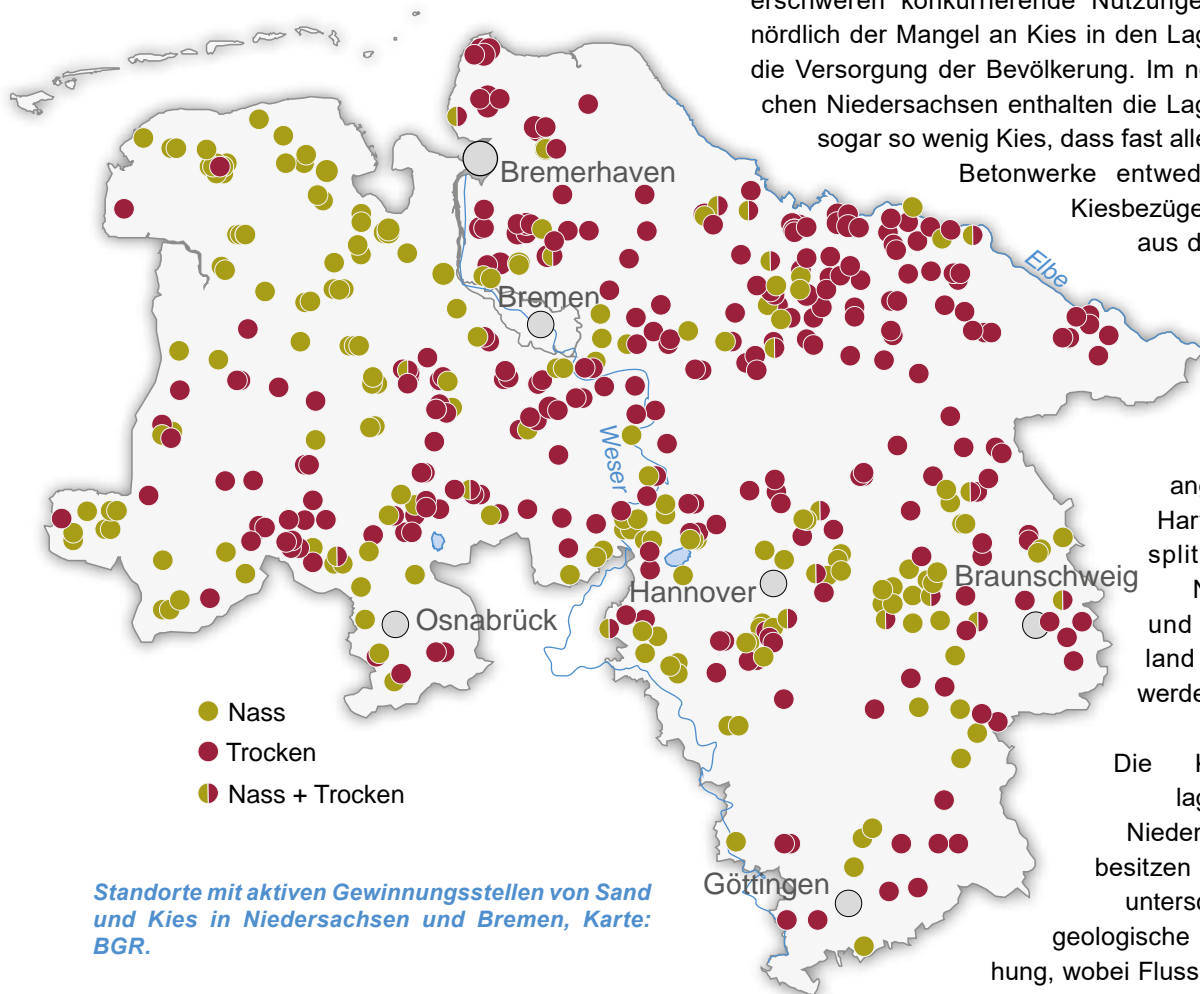 erschweren konkurrierende Nutzunge
nördlich der Mangel an Kies in den Lag
die Versorgung der Bevölkerung. Im n
chen Niedersachsen enthalten die Lag
sogar so wenig Kies, dass fast alle
Betonwerke entwed
Kiesbezüge
aus d
Bremerhaven
Elbe
Bremen
Weser
an
Har
split
N
und
land
werde
Hannover
Braunschweig
Osnabrück
Nass
Trocken
Nass + Trocken
Die K
lag
Nieder
besitzen
untersc
geologische
hung, wobei Fluss
Göttingen
Standorte mit aktiven Gewinnungsstellen von Sand
und Kies in Niedersachsen und Bremen, Karte:
BGR.